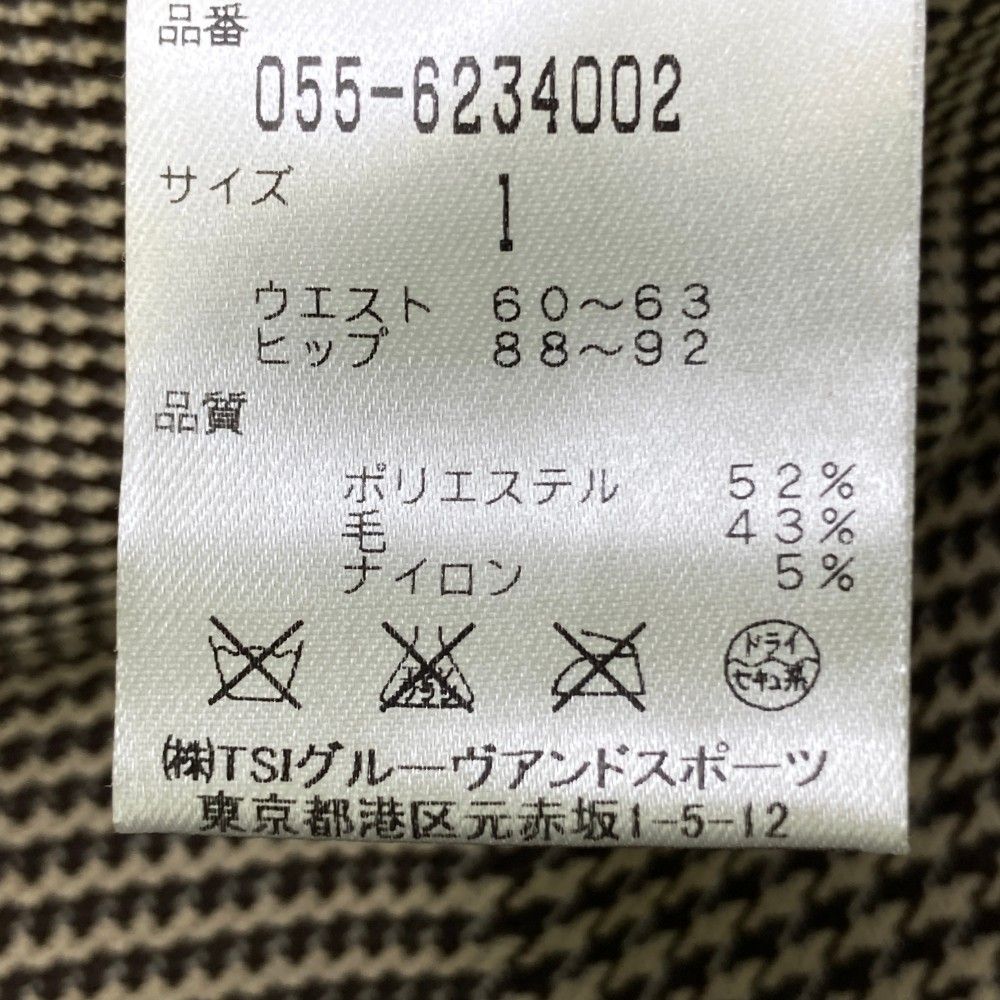 品番
055-6234002
サイズ 1
ウエスト 60～63
ヒップ 88～92
品質
ポリエステル 52%
毛 43%
ナイロン 5%
ドライ
セキユ系
㈱TSIグルーヴアンドスポーツ
東京都港区元赤坂1-5-12